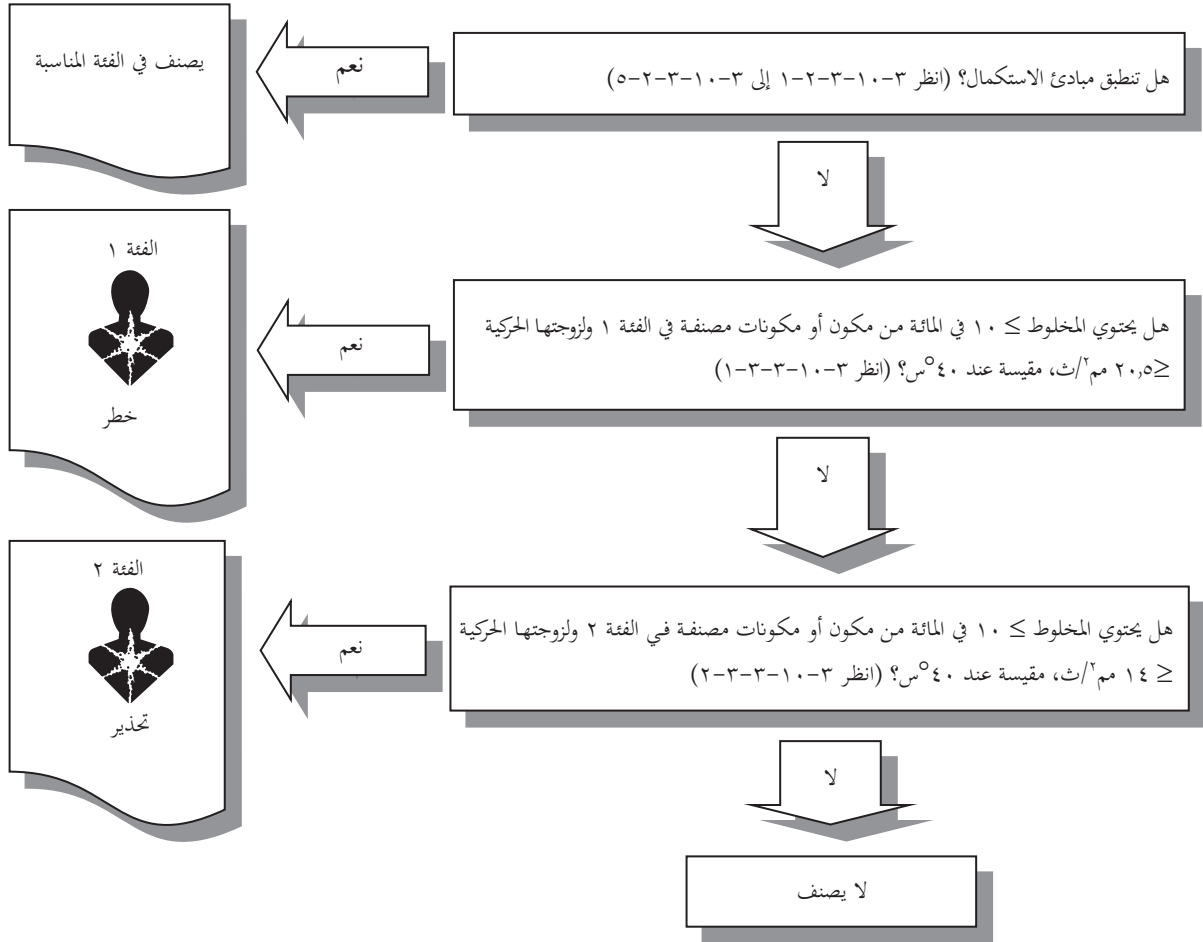 هل تنطبق مبادئ الاستكمال؟ (انظر ٣-١٠-٣-٢-١ إلى ٣-١٠-٣-٢-٥)
نعم
يصنف في الفئة المناسبة
لا
هل يحتوي المخلوط ≥ ١٠ في المائة من مكون أو مكونات مصنفة في الفئة ١ ولزوجتها الحركية
≤٢٠,٥ مم٢/ث، مقيسة عند ٤٠°س؟ (انظر ٣-١٠-٣-٣-١)
نعم
الفئة ١
خطر
لا
هل يحتوي المخلوط ≥ ١٠ في المائة من مكون أو مكونات مصنفة في الفئة ٢ ولزوجتها الحركية
≤ ١٤ مم٢/ث، مقيسة عند ٤٠°س؟ (انظر ٣-١٠-٣-٣-٢)
نعم
الفئة ٢
تحذير
لا
لا يصنف